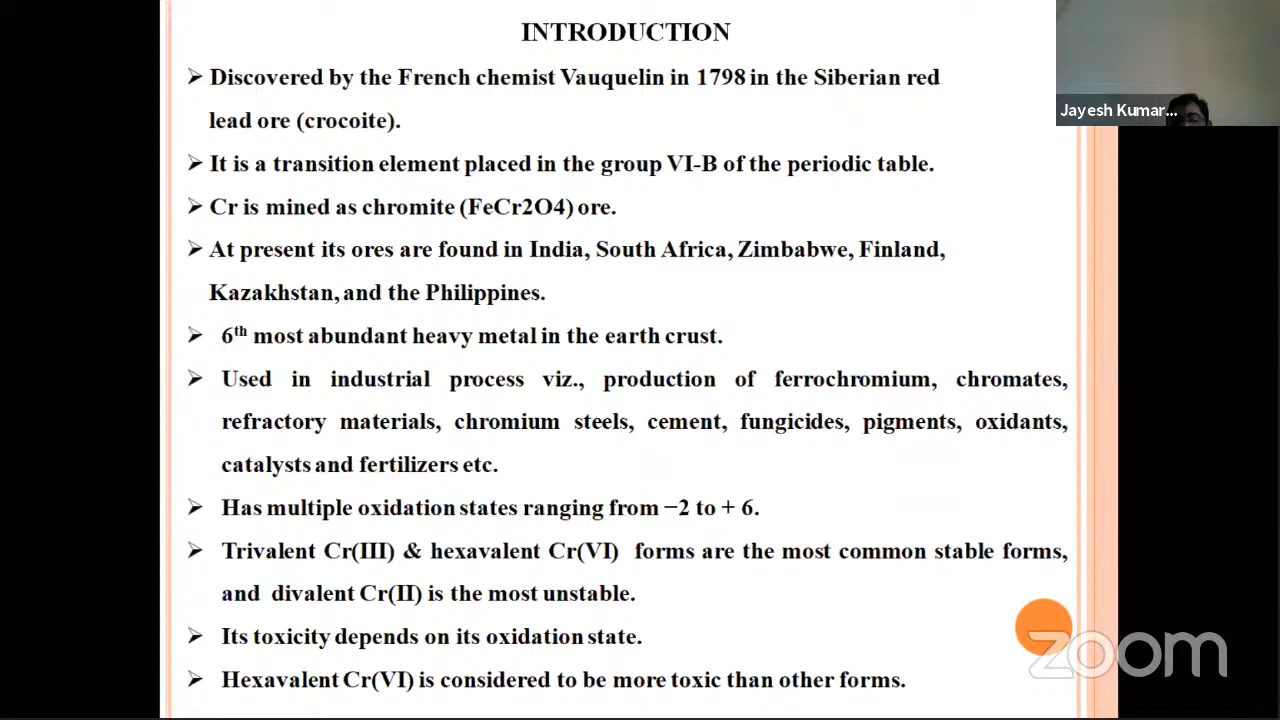 INTRODUCTION
Jayesh Kumar...
➢ Discovered by the French chemist Vauquelin in 1798 in the Siberian red
lead ore (crocoite).
➢ It is a transition element placed in the group VI-B of the periodic table.
➢ Cr is mined as chromite (FeCr2O4) ore.
➢ At present its ores are found in India, South Africa, Zimbabwe, Finland,
Kazakhstan, and the Philippines.
➢ 6th most abundant heavy metal in the earth crust.
➢ Used in industrial process viz., production of ferrochromium, chromates,
refractory materials, chromium steels, cement, fungicides, pigments, oxidants,
catalysts and fertilizers etc.
➢ Has multiple oxidation states ranging from −2 to + 6.
➢ Trivalent Cr(III) & hexavalent Cr(VI) forms are the most common stable forms,
and divalent Cr(II) is the most unstable.
➢ Its toxicity depends on its oxidation state.
➢ Hexavalent Cr(VI) is considered to be more toxic than other forms.
zoom